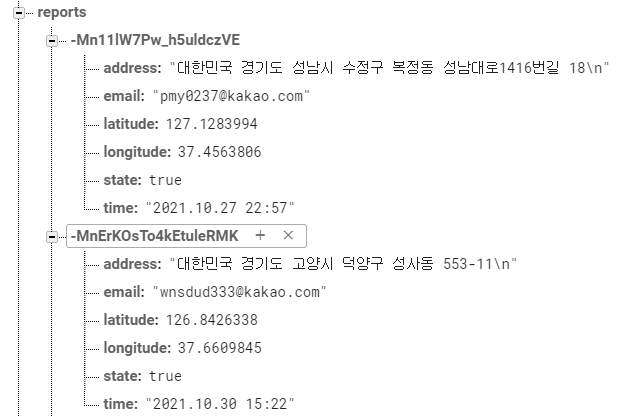 reports
-Mn11lW7Pw_h5uldczVE
address: "대한민국 경기도 성남시 수정구 복정동 성남대로1416번길 18\n"
email: "pmy0237@kakao.com"
latitude: 127.1283994
longitude: 37.4563806
state: true
time: "2021.10.27 22:57"
-MnErKOsTo4kEtuleRMK + ×
address: "대한민국 경기도 고양시 덕양구 성사동 553-11\n"
email: "wnsdud333@kakao.com"
latitude: 126.8426338
longitude: 37.6609845
state: true
time: "2021.10.30 15:22"